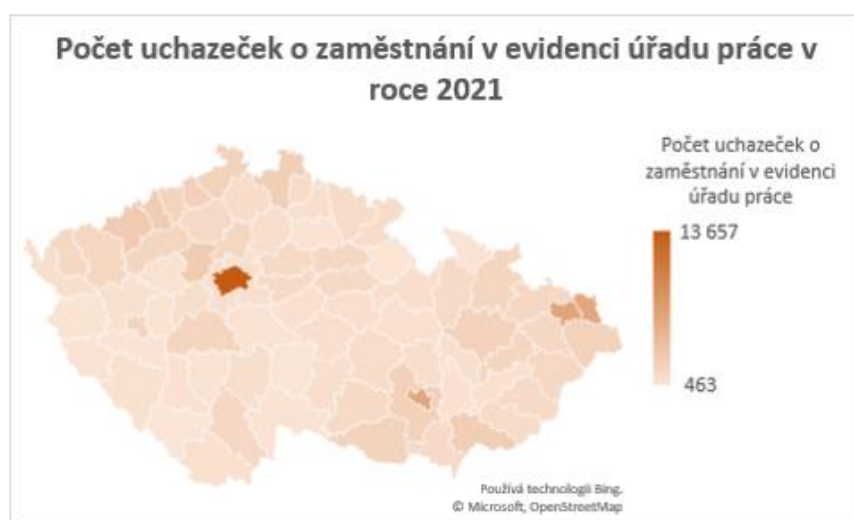 Počet uchazeček o zaměstnání v evidenci úřadu práce v
roce 2021
Počet uchazeček o
zaměstnání v evidenci
úřadu práce
13 657
463
Používá technologii Bing.
© Microsoft, OpenStreetMap